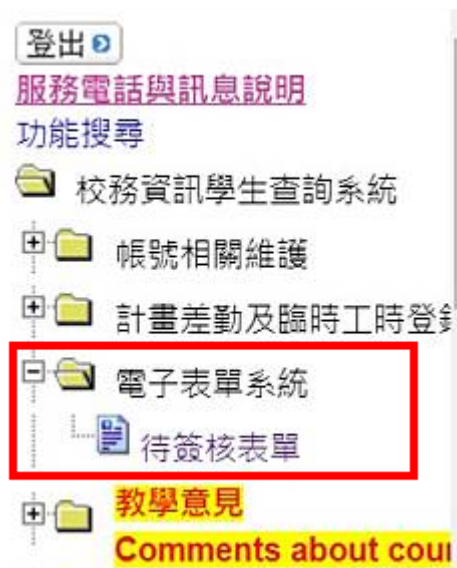 登出
服務電話與訊息說明
功能搜尋
校務資訊學生查詢系統
帳號相關維護
計畫差勤及臨時工時登
電子表單系統
待簽核表單
教學意見
Comments about cour